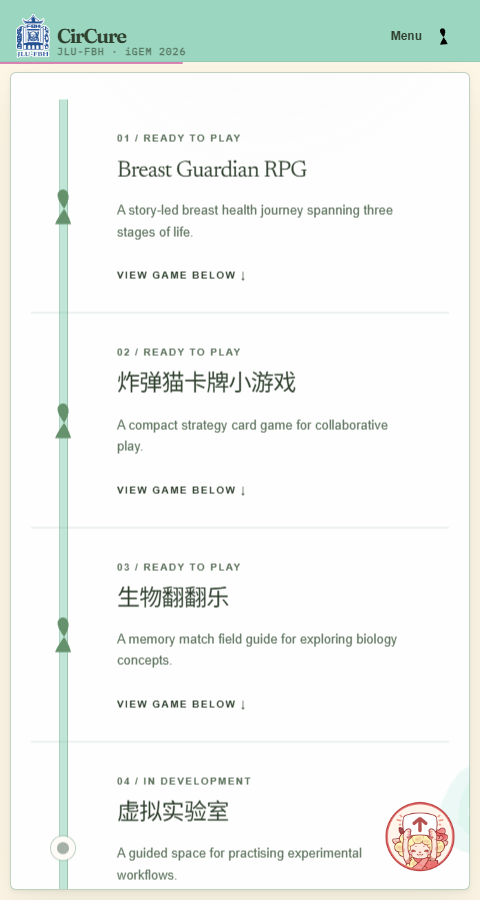 JLU-FBH
CirCure
JLU-FBH · iGEM 2026
Menu
01 / READY TO PLAY
Breast Guardian RPG
A story-led breast health journey spanning three
stages of life.
VIEW GAME BELOW ↓
02 / READY TO PLAY
炸弹猫卡牌小游戏
A compact strategy card game for collaborative
play.
VIEW GAME BELOW ↓
03 / READY TO PLAY
生物翻翻乐
A memory match field guide for exploring biology
concepts.
VIEW GAME BELOW ↓
04 / IN DEVELOPMENT
虚拟实验室
A guided space for practising experimental
workflows.